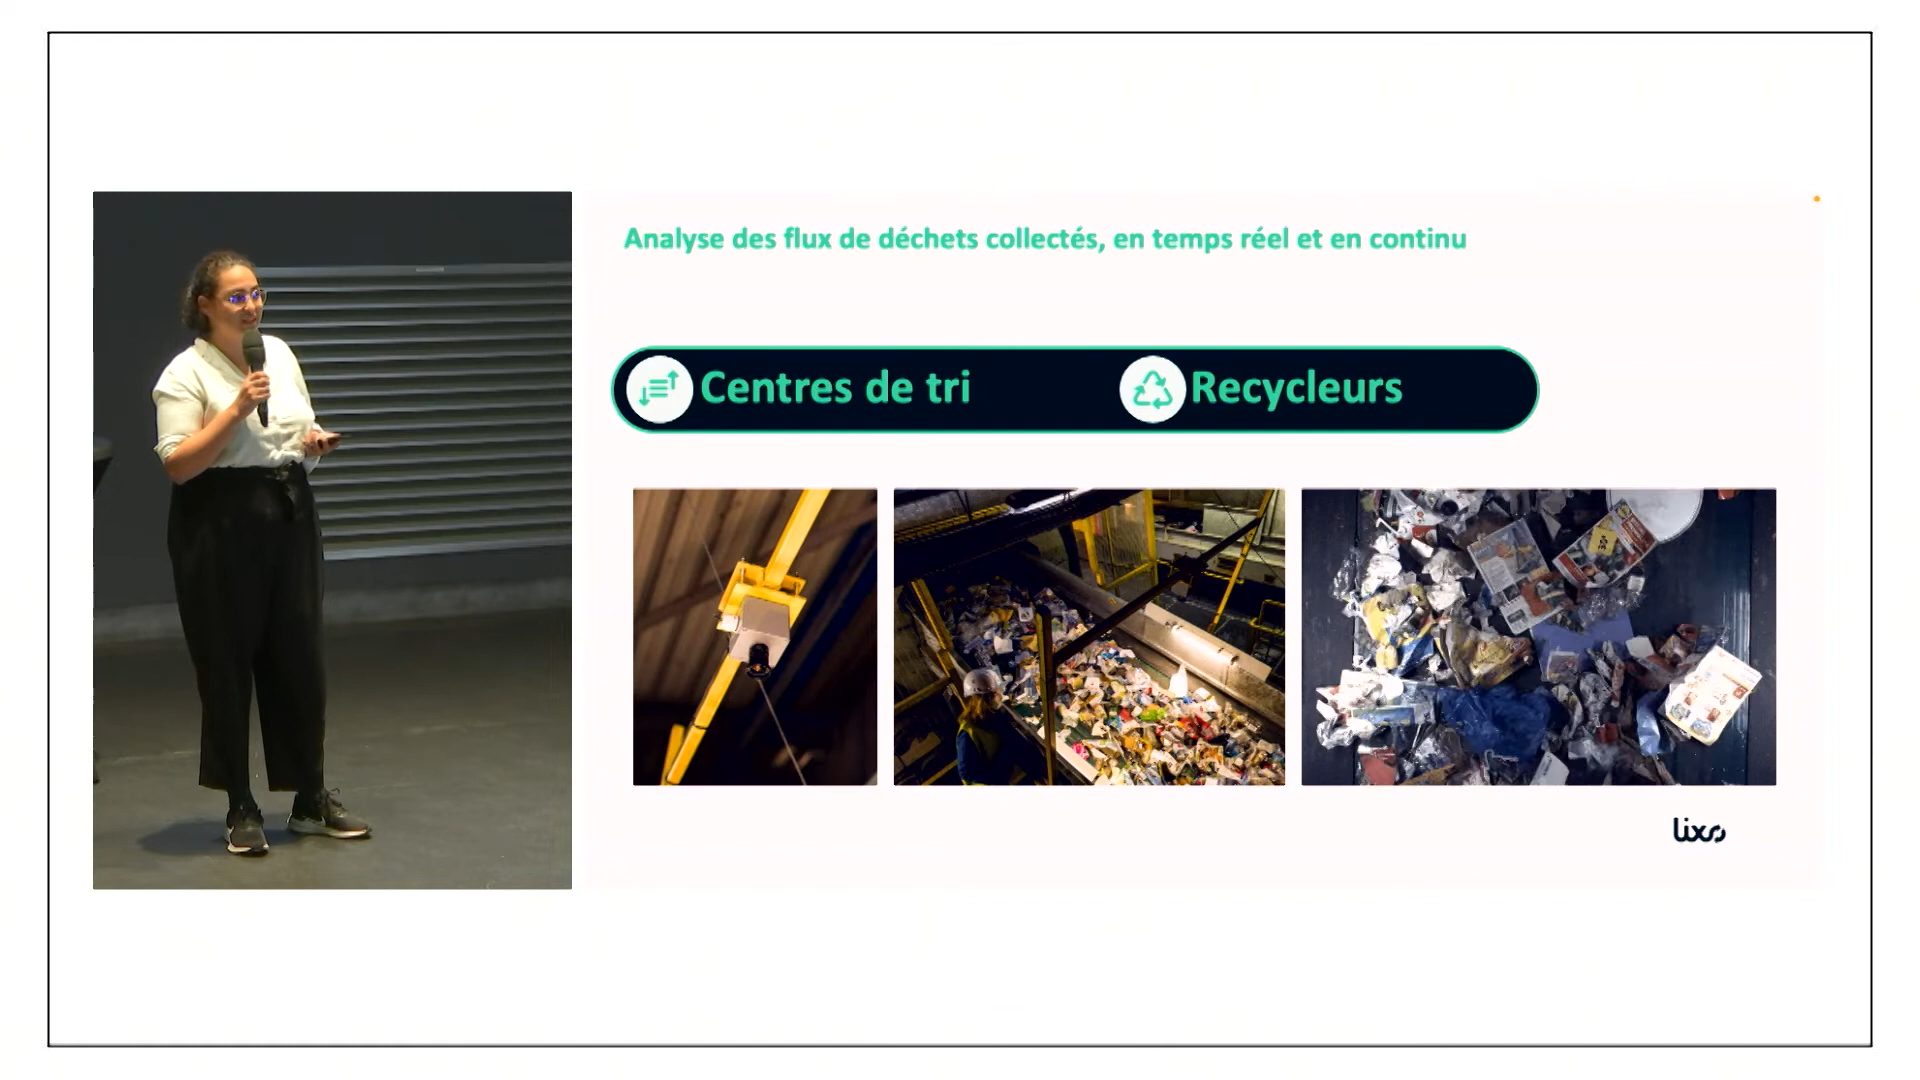 Analyse des flux de déchets collectés, en temps réel et en continu
Centres de tri
Recycleurs
lixo